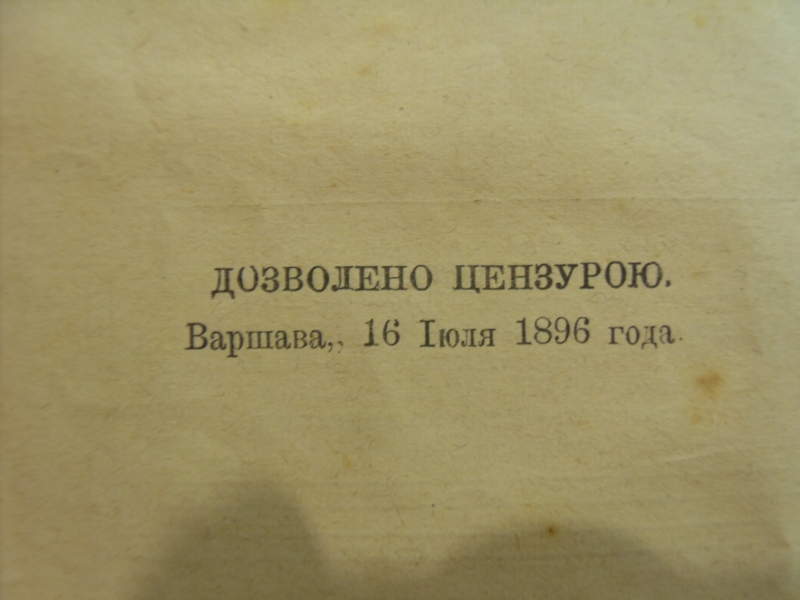 ДОЗВОЛЕНО ЦЕНЗУРОЮ.
Варшава,, 16 Іюля 1896 года.